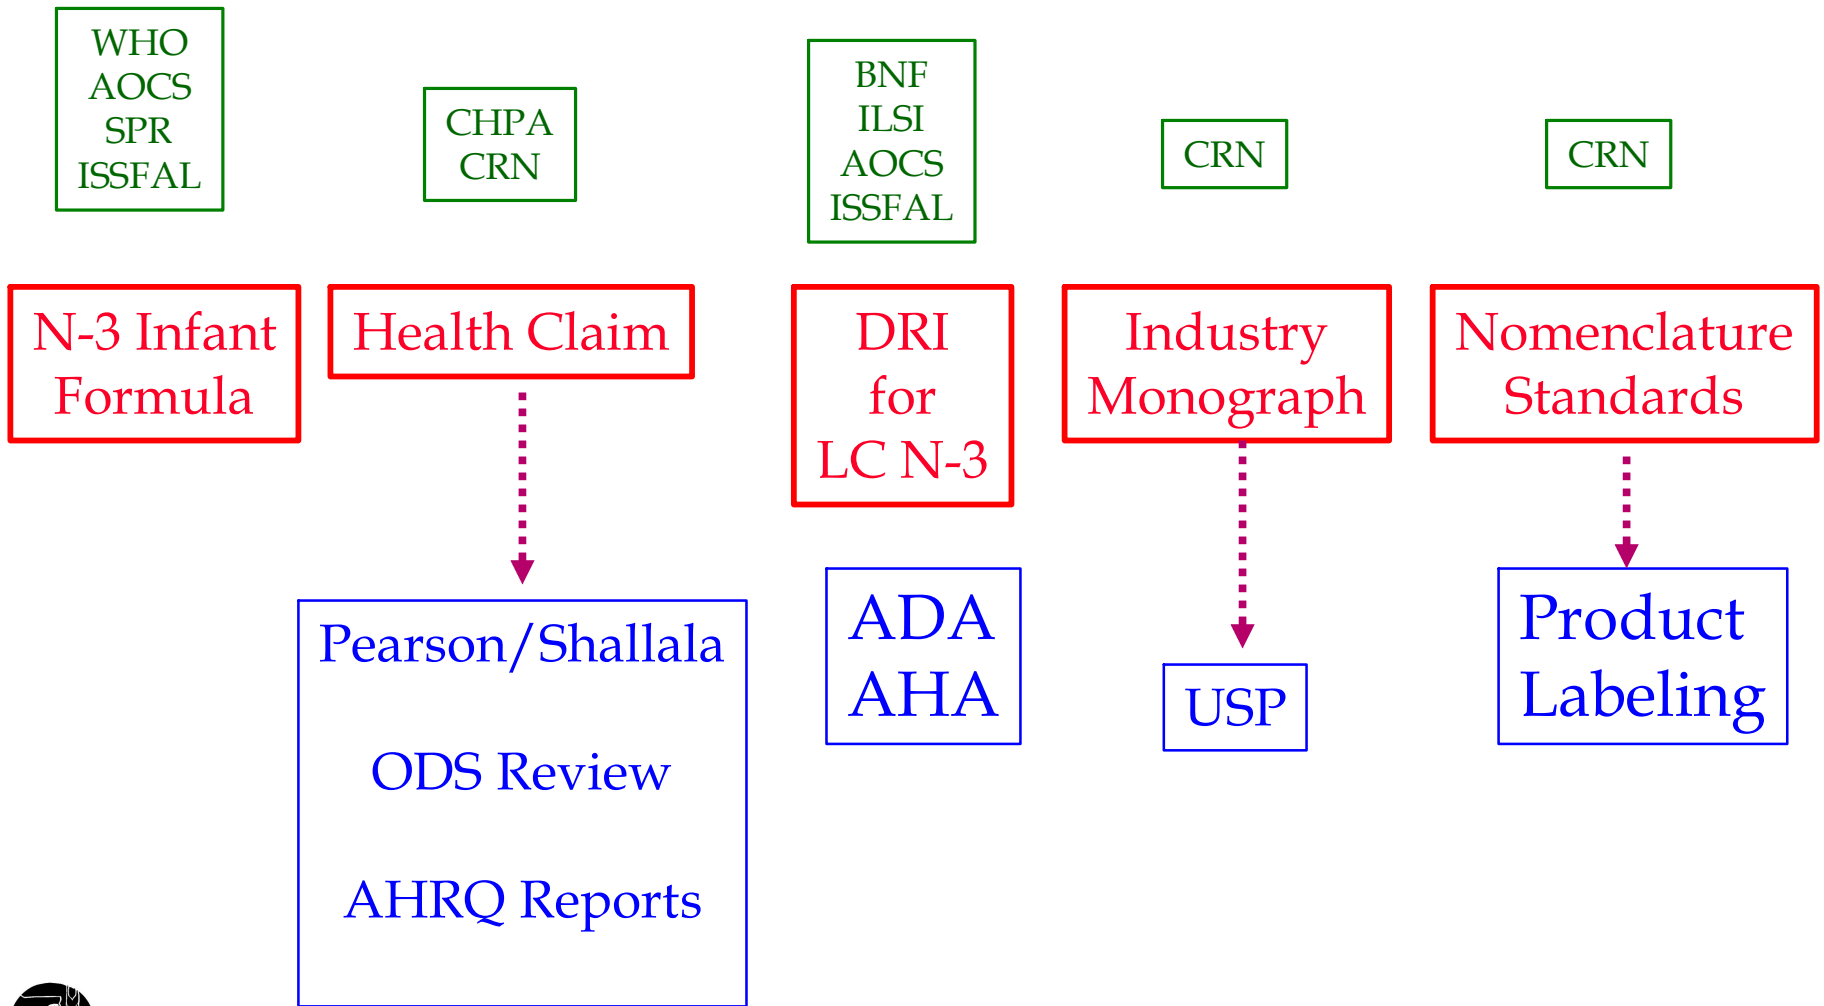 WHO
AOCS
SPR
ISSFAL
CHPA
CRN
BNF
ILSI
AOCS
ISSFAL
CRN
CRN
N-3 Infant
Formula
Health Claim
DRI
for
LC N-3
Industry
Monograph
Nomenclature
Standards
Pearson/Shallala
ODS Review
AHRQ Reports
ADA
AHA
USP
Product
Labeling